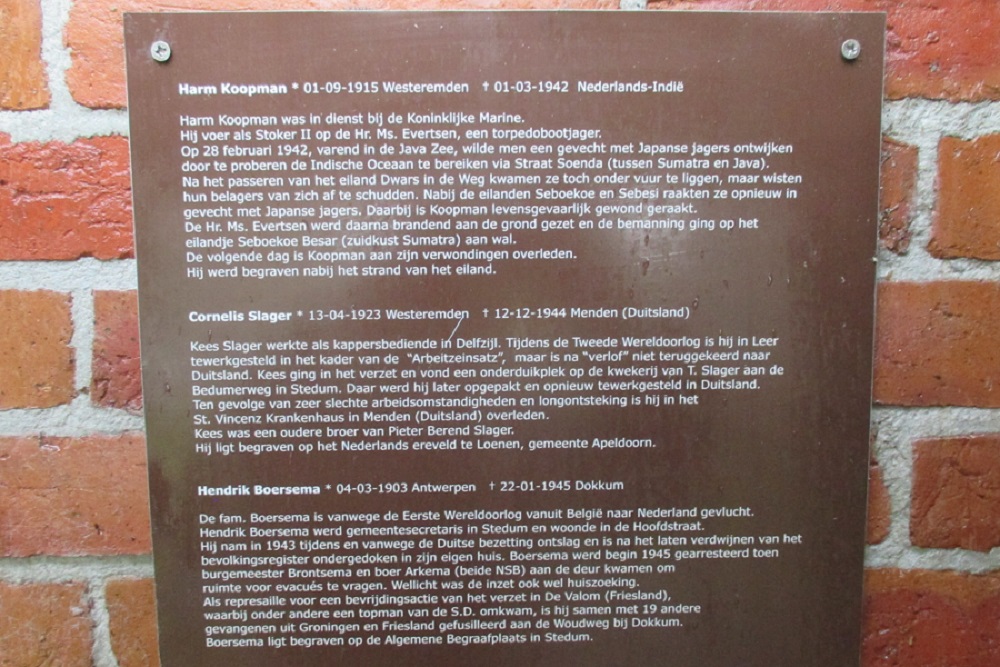 Harm Koopman * 01-09-1915 Westeremden † 01-03-1942 Nederlands-Indië
Harm Koopman was in dienst bij de Koninklijke Marine.
Hij voer als Stoker II op de Hr. Ms. Evertsen, een torpedobootjager.
Op 28 februari 1942, varend in de Java Zee, wilde men een gevecht met Japanse jagers ontwijken
door te proberen de Indische Oceaan te bereiken via Straat Soenda (tussen Sumatra en Java).
Na het passeren van het eiland Dwars in de Weg kwamen ze toch onder vuur te liggen, maar wisten
hun belagers van zich af te schudden. Nabij de eilanden Seboekoe en Sebesi raakten ze opnieuw in
gevecht met Japanse jagers. Daarbij is Koopman levensgevaarlijk gewond geraakt.
De Hr. Ms. Evertsen werd daarna brandend aan de grond gezet en de bemanning ging op het
eilandje Seboekoe Besar (zuidkust Sumatra) aan wal.
De volgende dag is Koopman aan zijn verwondingen overleden.
Hij werd begraven nabij het strand van het eiland.
Cornelis Slager * 13-04-1923 Westeremden † 12-12-1944 Menden (Duitsland)
Kees Slager werkte als kappersbediende in Delfzijl. Tijdens de Tweede Wereldoorlog is hij in Leer
tewerkgesteld in het kader van de "Arbeitzeinsatz", maar is na "verlof" niet teruggekeerd naar
Duitsland. Kees ging in het verzet en vond een onderduikplek op de kwekerij van T. Slager aan de
Bedumerweg in Stedum. Daar werd hij later opgepakt en opnieuw tewerkgesteld in Duitsland.
Ten gevolge van zeer slechte arbeidsomstandigheden en longontsteking is hij in het
St. Vincenz Krankenhaus in Menden (Duitsland) overleden.
Kees was een oudere broer van Pieter Berend Slager.
Hij ligt begraven op het Nederlands ereveld te Loenen, gemeente Apeldoorn.
Hendrik Boersema * 04-03-1903 Antwerpen † 22-01-1945 Dokkum
De fam. Boersema is vanwege de Eerste Wereldoorlog vanuit België naar Nederland gevlucht.
Hendrik Boersema werd gemeentesecretaris in Stedum en woonde in de Hoofdstraat.
Hij nam in 1943 tijdens en vanwege de Duitse bezetting ontslag en is na het laten verdwijnen van het
bevolkingsregister ondergedoken in zijn eigen huis. Boersema werd begin 1945 gearresteerd toen
burgemeester Brontsema en boer Arkema (beide NSB) aan de deur kwamen om
ruimte voor evacués te vragen. Wellicht was de inzet ook wel huiszoeking.
Als represaille voor een bevrijdingsactie van het verzet in De Valom (Friesland),
waarbij onder andere een topman van de S.D. omkwam, is hij samen met 19 andere
gevangenen uit Groningen en Friesland gefusilleerd aan de Woudweg bij Dokkum.
Boersema ligt begraven op de Algemene Begraafplaats in Stedum.